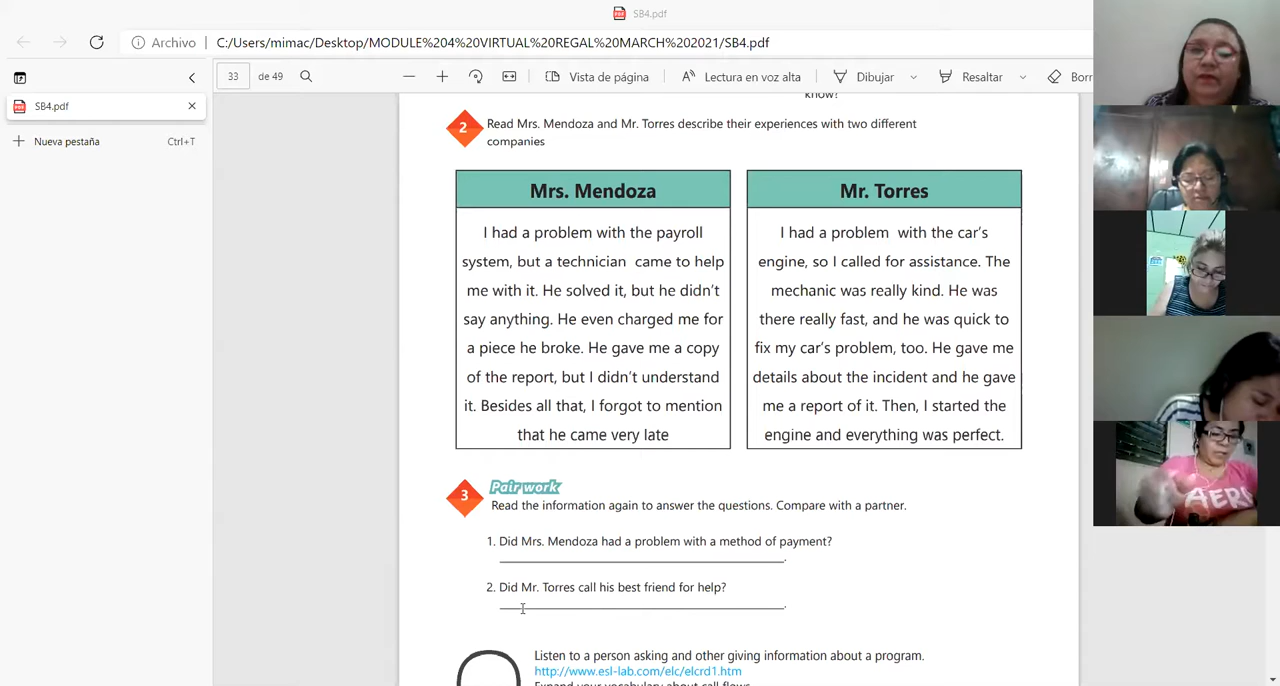 SB4.pdf
Archivo
C:/Users/mimac/Desktop/MODULE%204%20VIRTUAL%20REGAL%20MARCH%202021/SB4.pdf
33
de 49
Vista de página
Lectura en voz alta
Dibujar
Resaltar
Borr
SB4.pdf
Nueva pestaña
Ctrl+T
know?
2
Read Mrs. Mendoza and Mr. Torres describe their experiences with two different
companies
Mrs. Mendoza
I had a problem with the payroll
system, but a technician came to help
me with it. He solved it, but he didn't
say anything. He even charged me for
a piece he broke. He gave me a copy
of the report, but I didn't understand
it. Besides all that, I forgot to mention
that he came very late
Mr. Torres
I had a problem with the car's
engine, so I called for assistance. The
mechanic was really kind. He was
there really fast, and he was quick to
fix my car's problem, too. He gave me
details about the incident and he gave
me a report of it. Then, I started the
engine and everything was perfect.
3
Pair work
Read the information again to answer the questions. Compare with a partner.
1. Did Mrs. Mendoza had a problem with a method of payment?
2. Did Mr. Torres call his best friend for help?
Listen to a person asking and other giving information about a program.
http://www.esl-lab.com/elc/elcrd1.htm
Expand your vocabulary about call flows
AERO